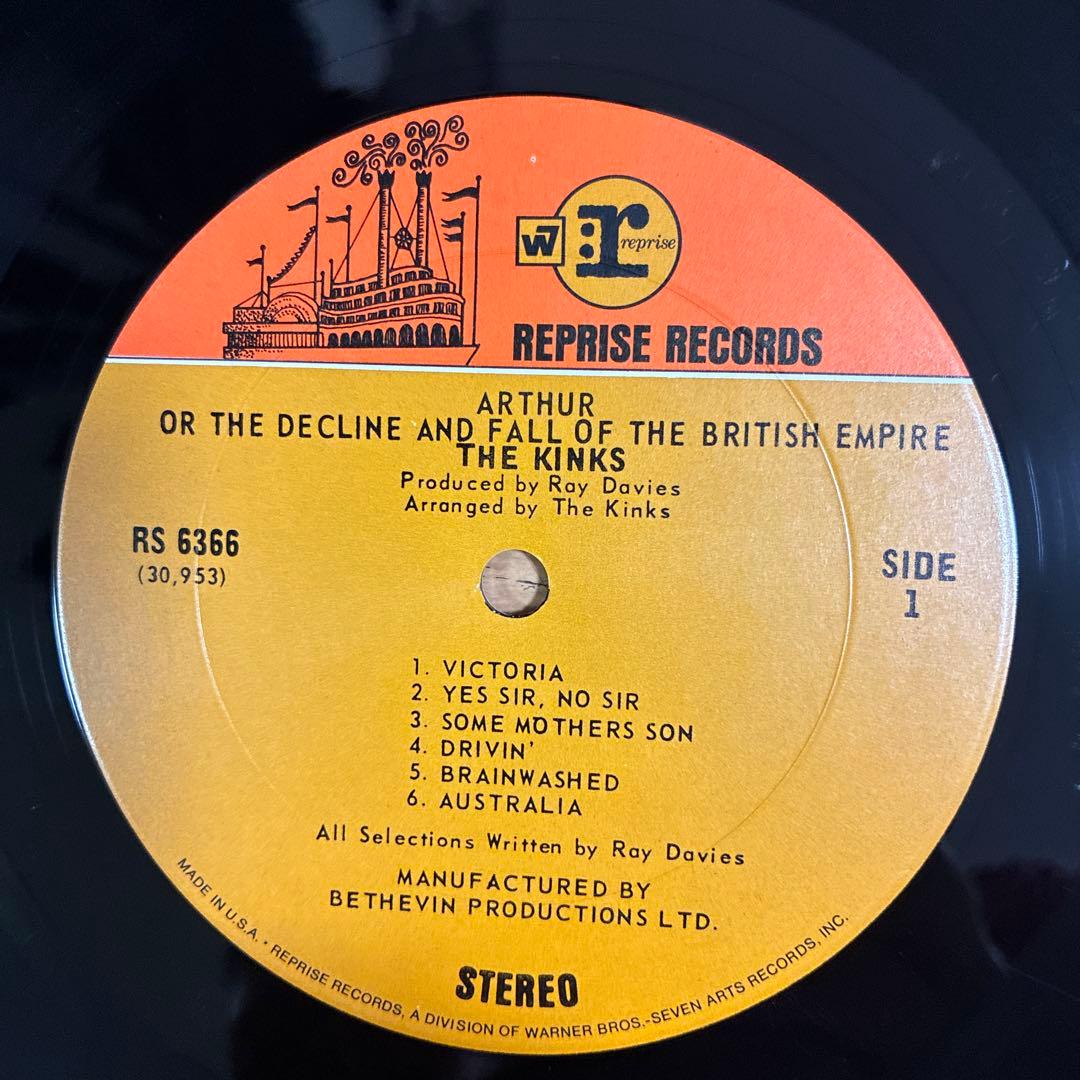 W7
r reprise
REPRISE RECORDS
ARTHUR
OR THE DECLINE AND FALL OF THE BRITISH EMPIRE
THE KINKS
Produced by Ray Davies
Arranged by The Kinks
RS 6366
(30,953)
SIDE
1
1. VICTORIA
2. YES SIR, NO SIR
3. SOME MOTHERS SON
4. DRIVIN'
5. BRAINWASHED
6. AUSTRALIA
All Selections Written by Ray Davies
MANUFACTURED BY
BETHEVIN PRODUCTIONS LTD.
STEREO
MADE IN U.S.A. • REPRISE RECORDS, A DIVISION OF WARNER BROS.-SEVEN ARTS RECORDS, INC.